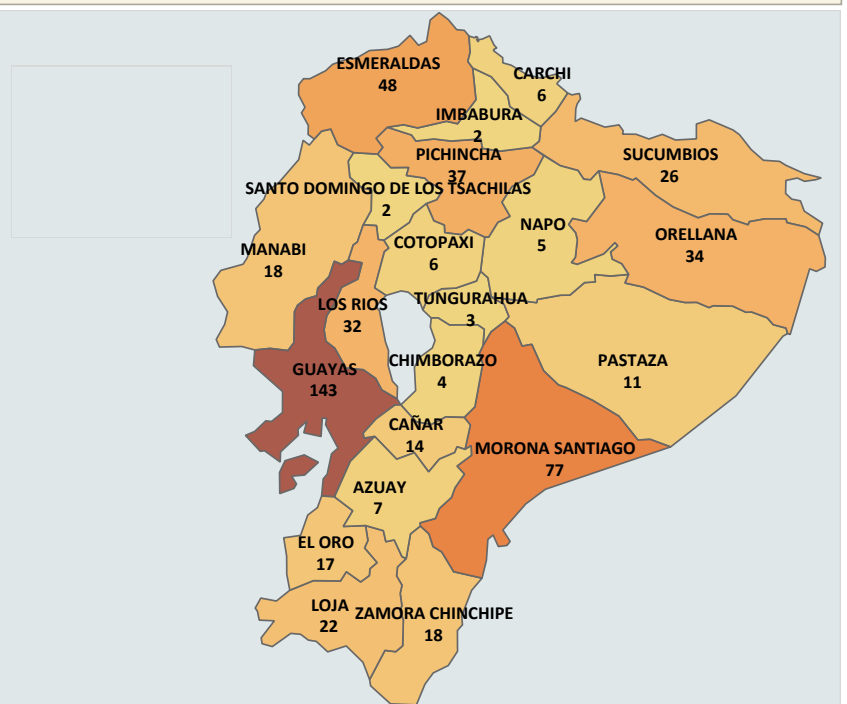 ESMERALDAS
48
CARCHI
6
IMBABURA
2
PICHINCHA
37
SUCUMBIOS
26
SANTO DOMINGO DE LOS TSACHILAS
2
NAPO
5
ORELLANA
34
MANABI
18
COTOPAXI
6
LOS RIOS
32
TUNGURAHUA
3
GUAYAS
143
CHIMBORAZO
4
PASTAZA
11
CAÑAR
14
MORONA SANTIAGO
77
AZUAY
7
EL ORO
17
LOJA
22
ZAMORA CHINCHIPE
18